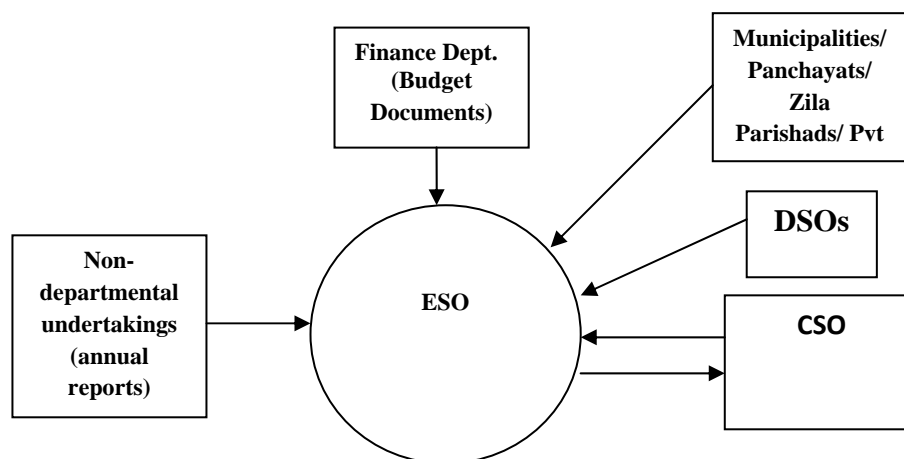 Finance Dept.
(Budget
Documents)
Municipalities/
Panchayats/
Zila
Parishads/ Pvt
DSOs
Non-
departmental
undertakings
(annual
reports)
ESO
CSO